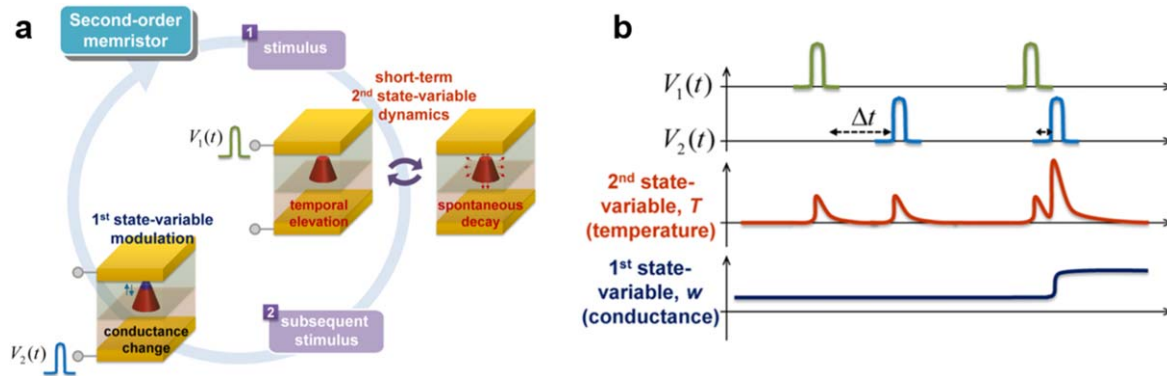 a
Second-order
memristor
1
stimulus
short-term
2nd state-variable
dynamics
V1(t)
temporal
elevation
spontaneous
decay
1st state-variable
modulation
conductance
change
V2(t)
2
subsequent
stimulus
b
V1(t)
Δt
V2(t)
2nd state-
variable, T
(temperature)
1st state-
variable, w
(conductance)